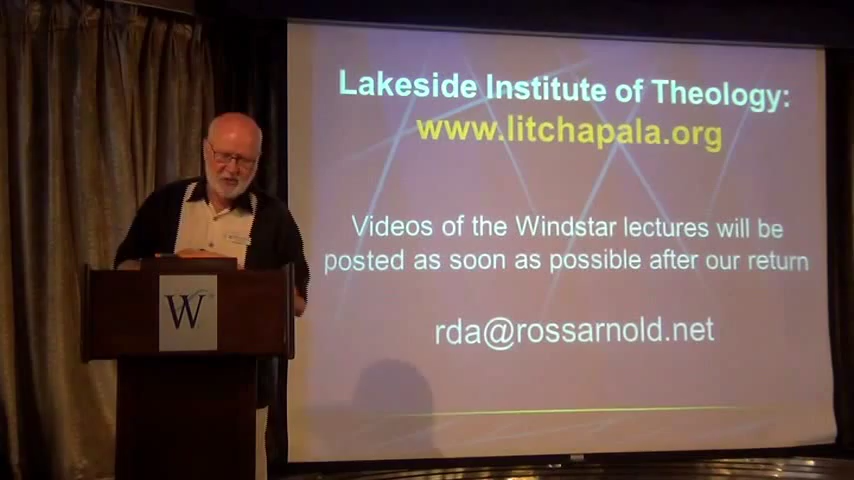 Lakeside Institute of Theology:
www.litchapala.org
Videos of the Windstar lectures will be
posted as soon as possible after our return
rda@rossarnold.net
W